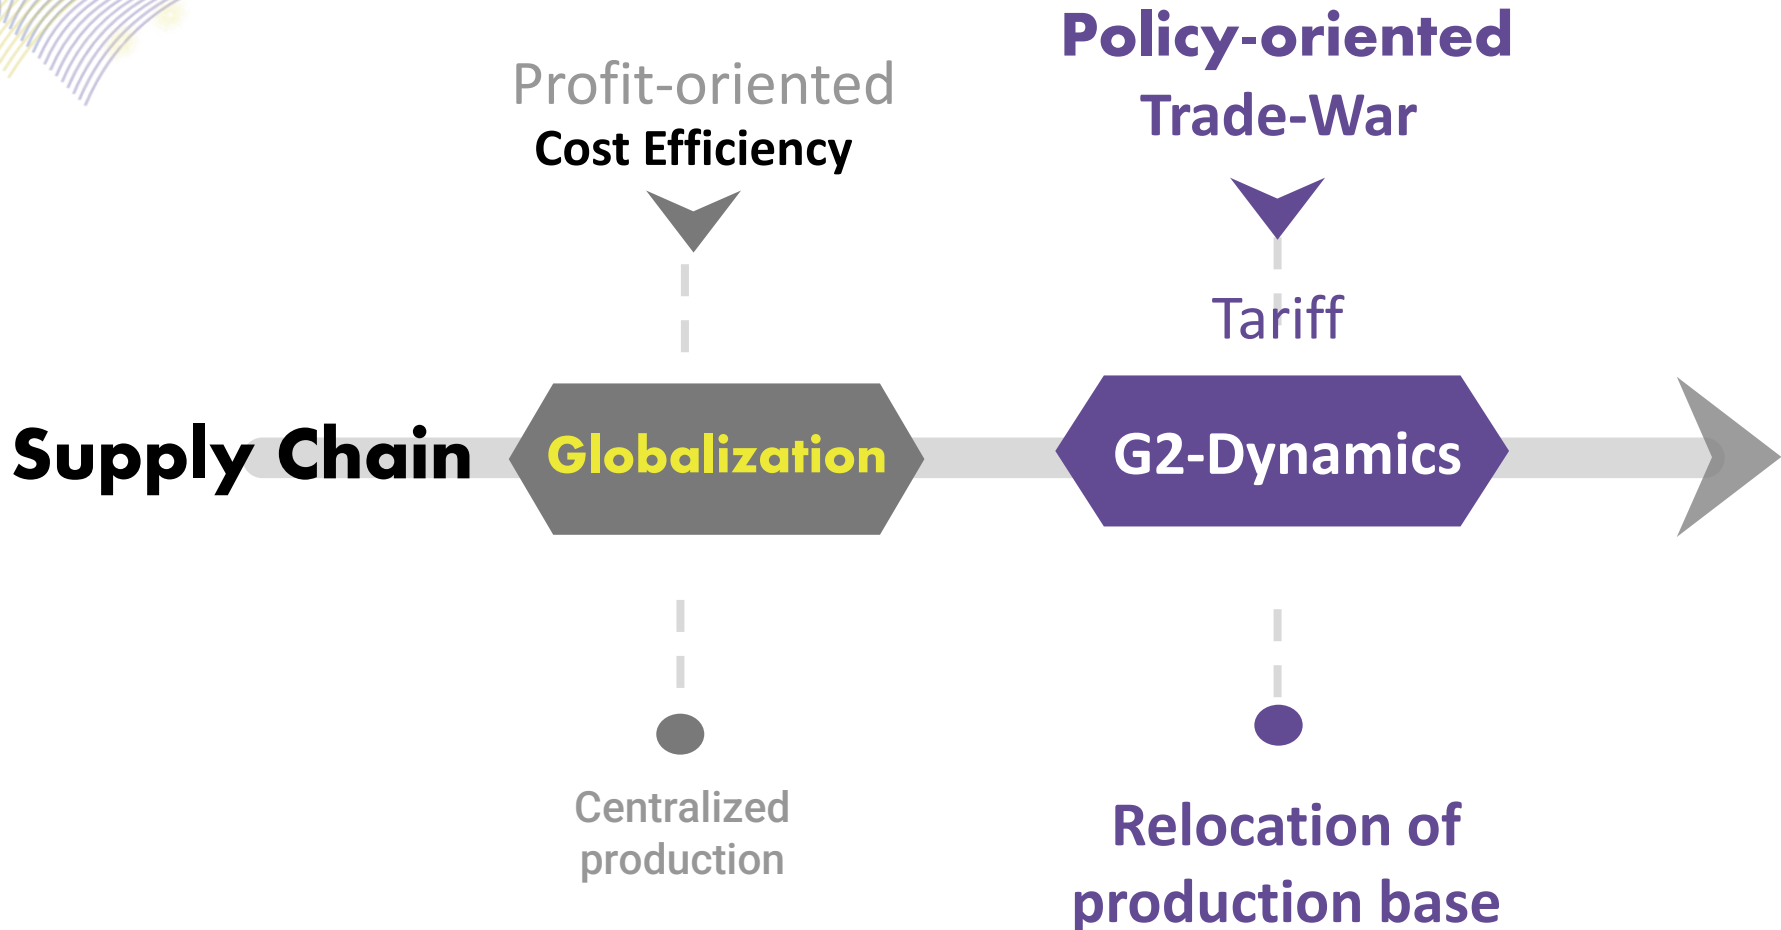 Profit-oriented
Cost Efficiency
Policy-oriented
Trade-War
Tariff
Supply Chain
Globalization
G2-Dynamics
Centralized
production
Relocation of
production base